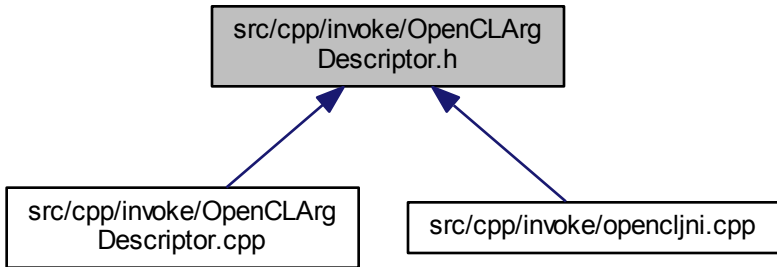 src/cpp/invoke/OpenCLArg
Descriptor.h
src/cpp/invoke/OpenCLArg
Descriptor.cpp
src/cpp/invoke/opencljni.cpp